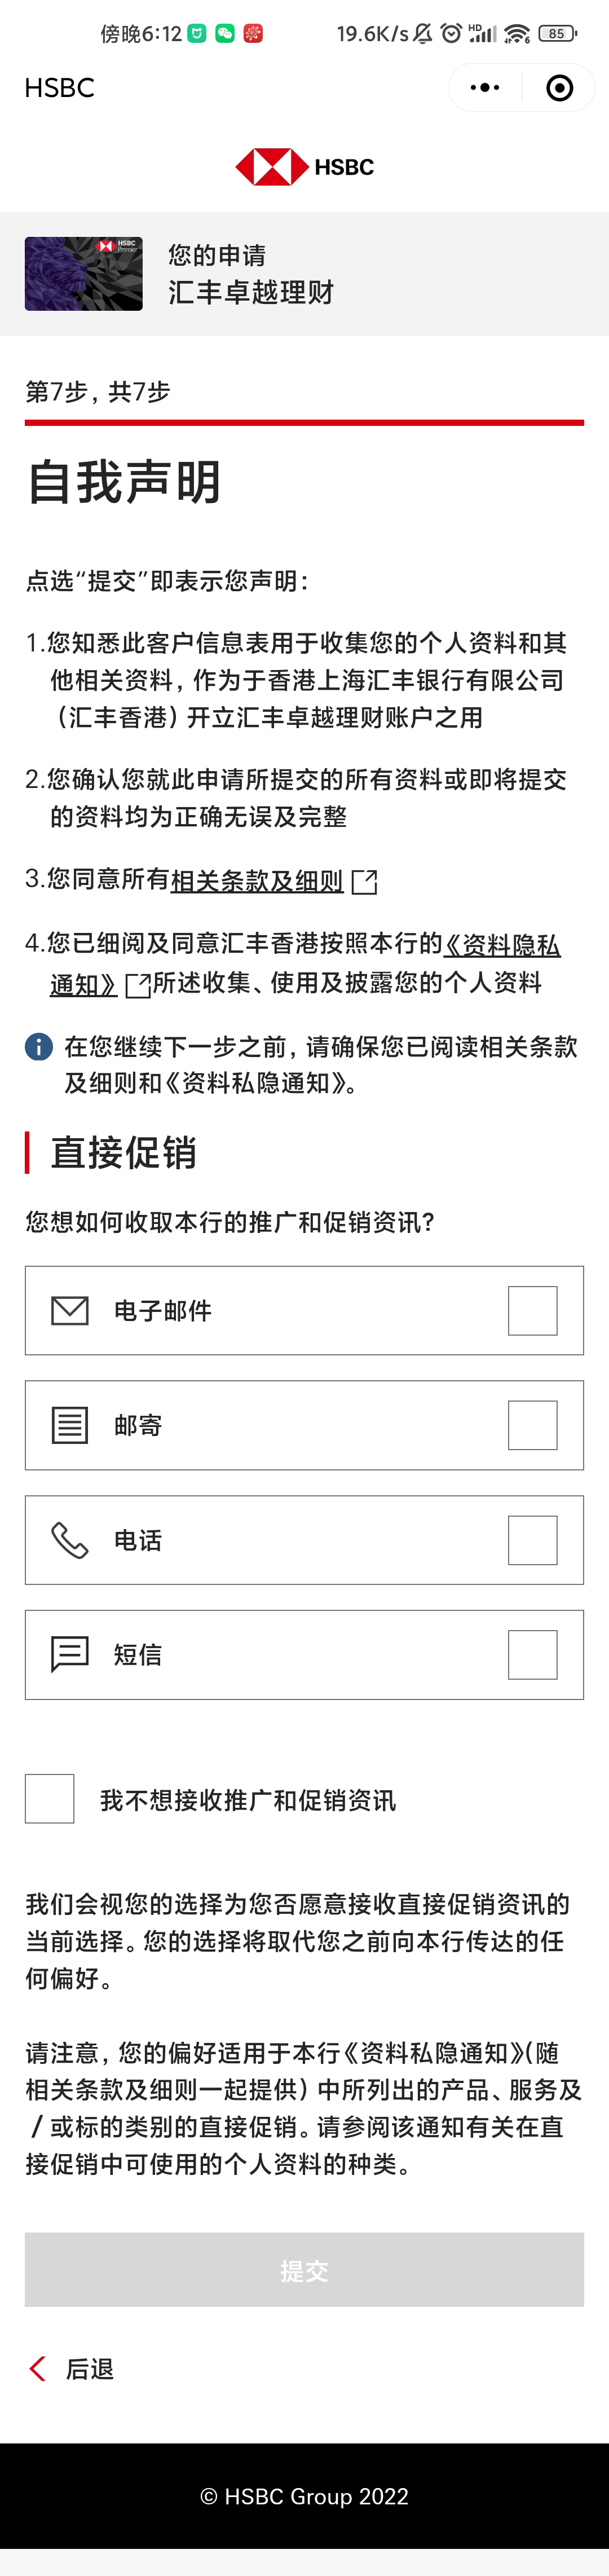 傍晚6:12
19.6K/s
HD
6
85
HSBC
HSBC
HSBC
Premier
您的申请
汇丰卓越理财
第7步，共7步
自我声明
点选“提交”即表示您声明：
1.您知悉此客户信息表用于收集您的个人资料和其
他相关资料，作为于香港上海汇丰银行有限公司
（汇丰香港）开立汇丰卓越理财账户之用
2.您确认您就此申请所提交的所有资料或即将提交
的资料均为正确无误及完整
3.您同意所有相关条款及细则
4.您已细阅及同意汇丰香港按照本行的《资料隐私
通知》所述收集、使用及披露您的个人资料
在您继续下一步之前，请确保您已阅读相关条款
及细则和《资料私隐通知》。
直接促销
您想如何收取本行的推广和促销资讯？
电子邮件
邮寄
电话
短信
我不想接收推广和促销资讯
我们会视您的选择为您否愿意接收直接促销资讯的
当前选择。您的选择将取代您之前向本行传达的任
何偏好。
请注意，您的偏好适用于本行《资料私隐通知》（随
相关条款及细则一起提供）中所列出的产品、服务及
／或标的类别的直接促销。请参阅该通知有关在直
接促销中可使用的个人资料的种类。
提交
后退
© HSBC Group 2022